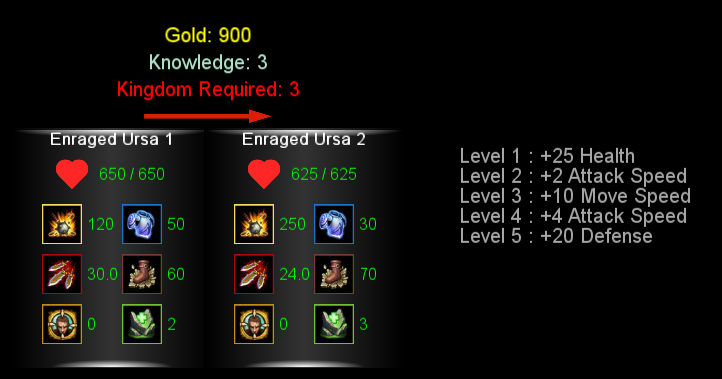 Gold: 900
Knowledge: 3
Kingdom Required: 3
Enraged Ursa 1
650 / 650
120 50
30.0 60
0 2
Enraged Ursa 2
625 / 625
250 30
24.0 70
0 3
Level 1 : +25 Health
Level 2 : +2 Attack Speed
Level 3 : +10 Move Speed
Level 4 : +4 Attack Speed
Level 5 : +20 Defense